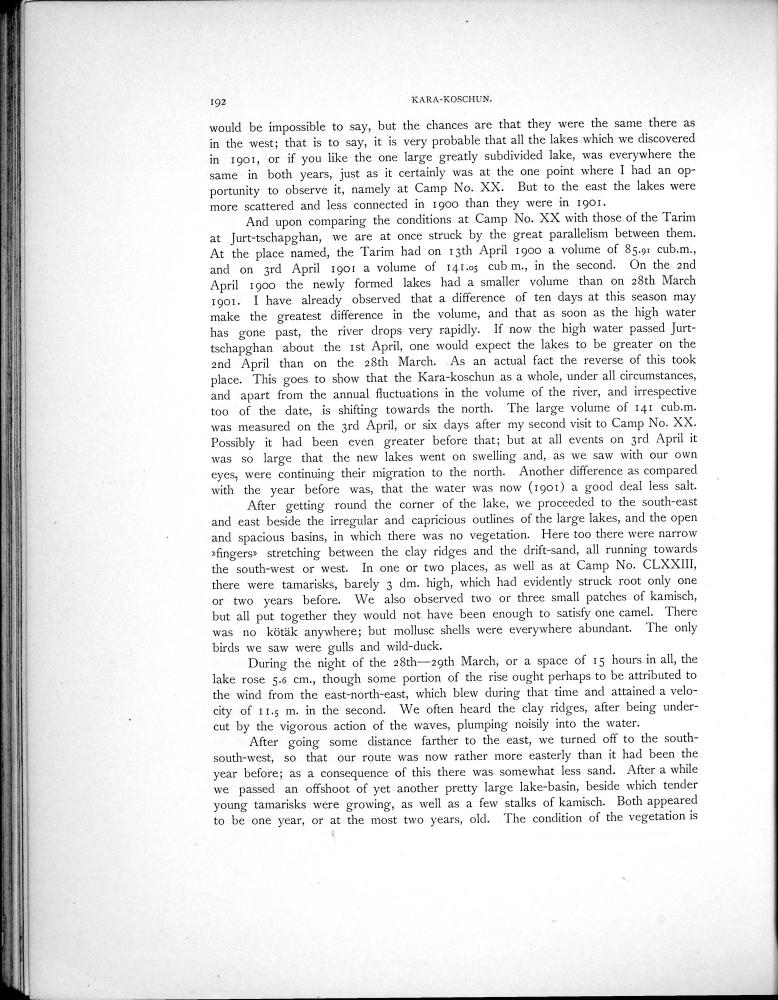 192 KARA-KOSCHUN.
would be impossible to say, but the chances are that they were the same there as
in the west; that is to say, it is very probable that all the lakes which we discovered
in 1901, or if you like the one large greatly subdivided lake, was everywhere the
same in both years, just as it certainly was at the one point where I had an op-
portunity to observe it, namely at Camp No. XX. But to the east the lakes were
more scattered and less connected in 1900 than they were in 1901.
And upon comparing the conditions at Camp No. XX with those of the Tarim
at Jurt-tschapghan, we are at once struck by the great parallelism between them.
At the place named, the Tarim had on 13th April 1900 a volume of 85.91 cub.m.,
and on 3rd April 1901 a volume of 141.05 cub m., in the second. On the 2nd
April 1900 the newly formed lakes had a smaller volume than on 28th March
1901. I have already observed that a difference of ten days at this season may
make the greatest difference in the volume, and that as soon as the high water
has gone past, the river drops very rapidly. If now the high water passed Jurt-
tschapghan about the 1st April, one would expect the lakes to be greater on the
2nd April than on the 28th March. As an actual fact the reverse of this took
place. This goes to show that the Kara-koschun as a whole, under all circumstances,
and apart from the annual fluctuations in the volume of the river, and irrespective
too of the date, is shifting towards the north. The large volume of 141 cub.m.
was measured on the 3rd April, or six days after my second visit to Camp No. XX.
Possibly it had been even greater before that; but at all events on 3rd April it
was so large that the new lakes went on swelling and, as we saw with our own
eyes, were continuing their migration to the north. Another difference as compared
with the year before was, that the water was now (1901) a good deal less salt.
After getting round the corner of the lake, we proceeded to the south-east
and east beside the irregular and capricious outlines of the large lakes, and the open
and spacious basins, in which there was no vegetation. Here too there were narrow
»fingers» stretching between the clay ridges and the drift-sand, all running towards
the south-west or west. In one or two places, as well as at Camp No. CLXXIII,
there were tamarisks, barely 3 dm. high, which had evidently struck root only one
or two years before. We also observed two or three small patches of kamisch,
but all put together they would not have been enough to satisfy one camel. There
was no kötäk anywhere; but mollusc shells were everywhere abundant. The only
birds we saw were gulls and wild-duck.
During the night of the 28th—29th March, or a space of 15 hours in all, the
lake rose 5.6 cm., though some portion of the rise ought perhaps to be attributed to
the wind from the east-north-east, which blew during that time and attained a velo-
city of 11.5 m. in the second. We often heard the clay ridges, after being under-
cut by the vigorous action of the waves, plumping noisily into the water.
After going some distance farther to the east, we turned off to the south-
south-west, so that our route was now rather more easterly than it had been the
year before; as a consequence of this there was somewhat less sand. After a while
we passed an offshoot of yet another pretty large lake-basin, beside which tender
young tamarisks were growing, as well as a few stalks of kamisch. Both appeared
to be one year, or at the most two years, old. The condition of the vegetation is